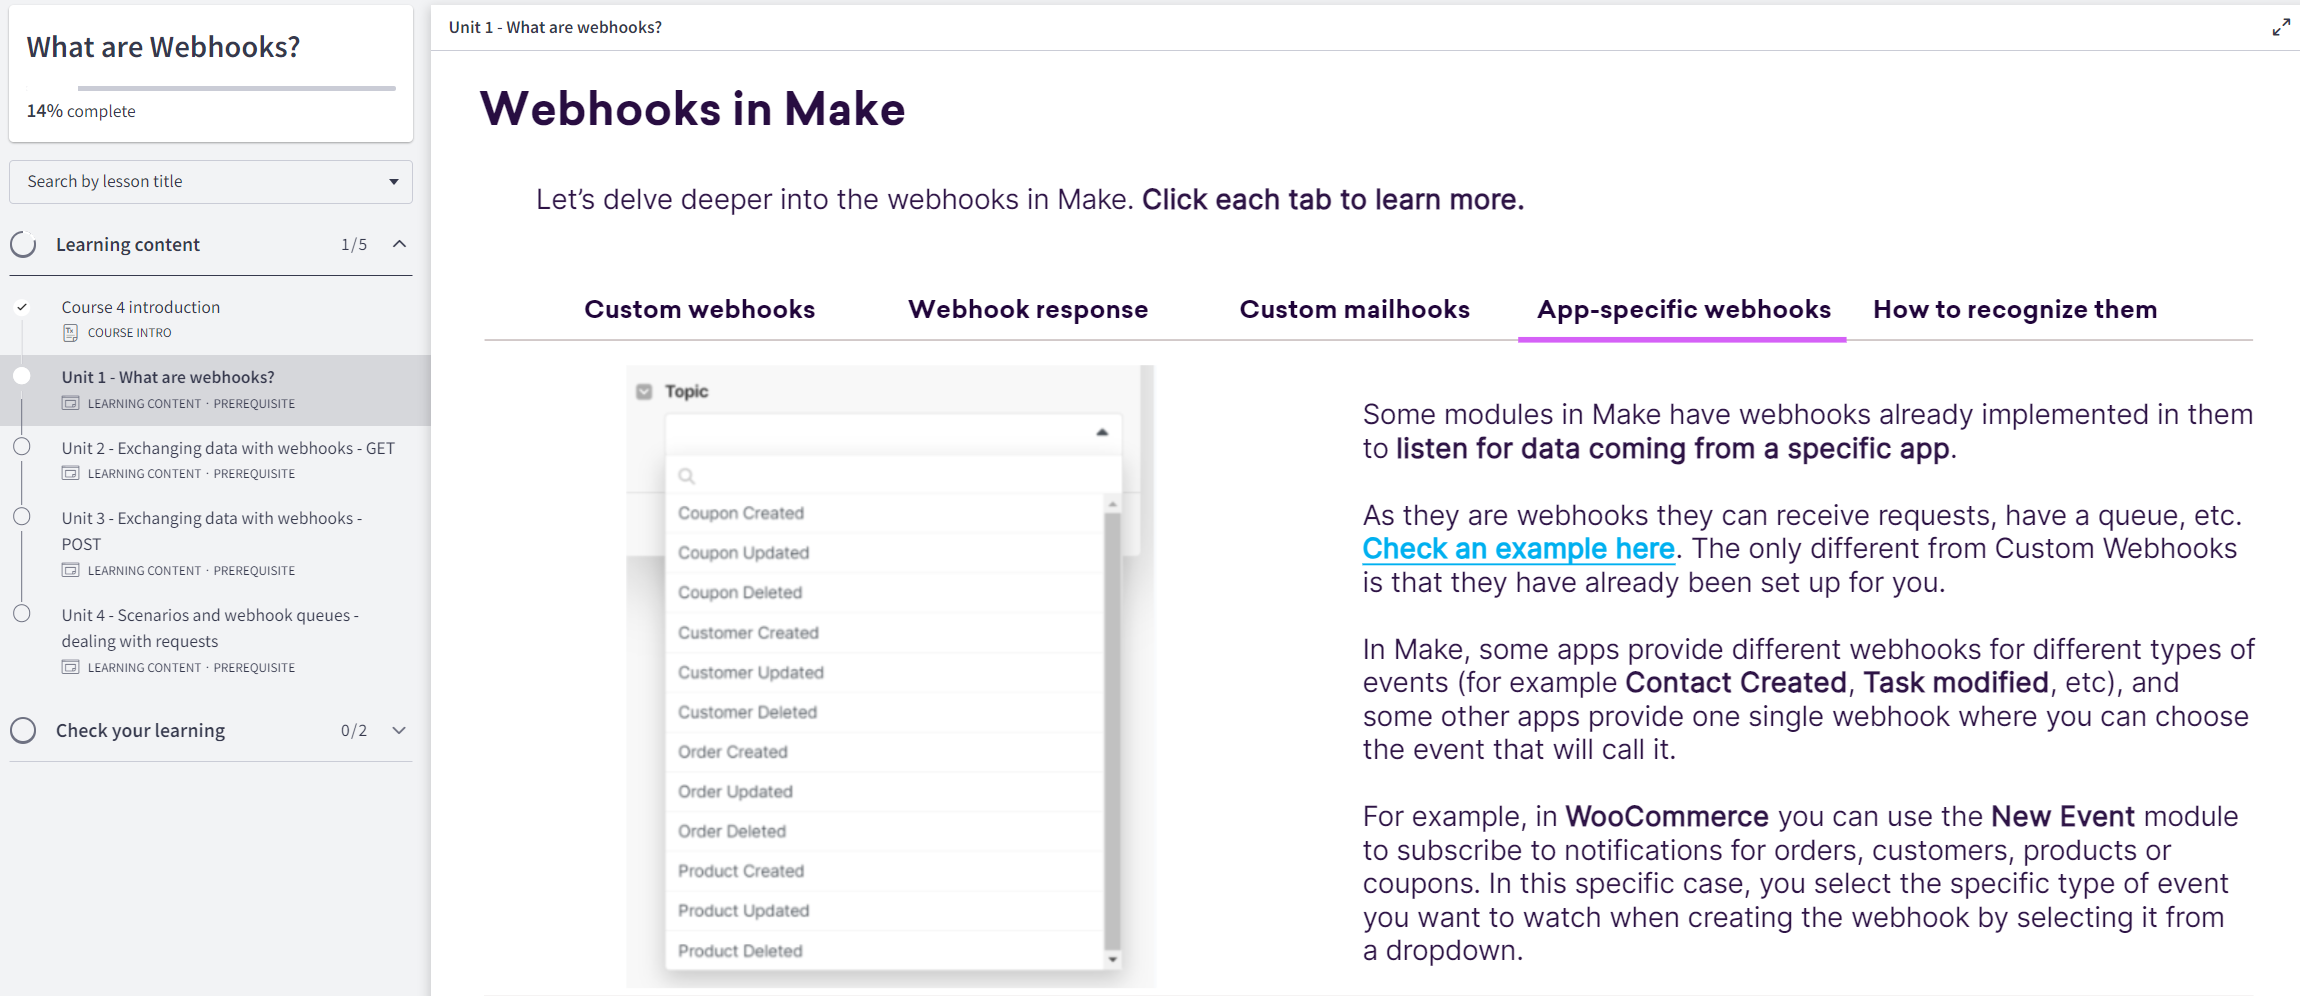 What are Webhooks?
14% complete
Search by lesson title
Learning content 1/5
Course 4 introduction
COURSE INTRO
Unit 1 - What are webhooks?
LEARNING CONTENT · PREREQUISITE
Unit 2 - Exchanging data with webhooks - GET
LEARNING CONTENT · PREREQUISITE
Unit 3 - Exchanging data with webhooks -
POST
LEARNING CONTENT · PREREQUISITE
Unit 4 - Scenarios and webhook queues -
dealing with requests
LEARNING CONTENT · PREREQUISITE
Check your learning 0/2
Unit 1 - What are webhooks?
Webhooks in Make
Let's delve deeper into the webhooks in Make. Click each tab to learn more.
Custom webhooks Webhook response Custom mailhooks App-specific webhooks How to recognize them
Topic
Coupon Created
Coupon Updated
Coupon Deleted
Customer Created
Customer Updated
Customer Deleted
Order Created
Order Updated
Order Deleted
Product Created
Product Updated
Product Deleted
Some modules in Make have webhooks already implemented in them
to listen for data coming from a specific app.
As they are webhooks they can receive requests, have a queue, etc.
Check an example here. The only different from Custom Webhooks
is that they have already been set up for you.
In Make, some apps provide different webhooks for different types of
events (for example Contact Created, Task modified, etc), and
some other apps provide one single webhook where you can choose
the event that will call it.
For example, in WooCommerce you can use the New Event module
to subscribe to notifications for orders, customers, products or
coupons. In this specific case, you select the specific type of event
you want to watch when creating the webhook by selecting it from
a dropdown.